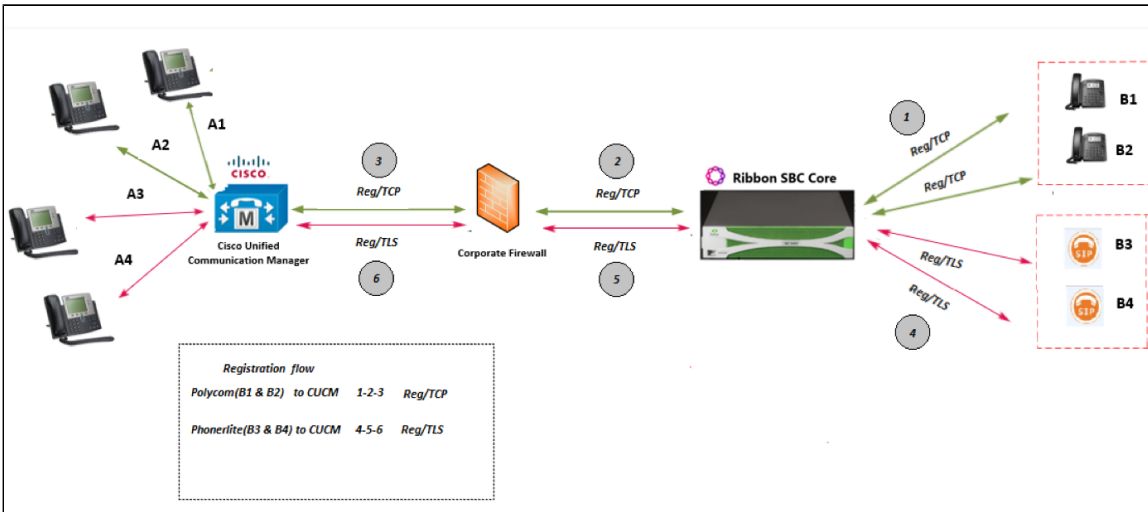 A1
A2
A3
A4
CISCO.
M
Cisco Unified
Communication Manager
3
Reg/TCP
Reg/TLS
6
Corporate Firewall
2
Reg/TCP
Reg/TLS
5
Ribbon SBC Core
1
Reg/TCP
Reg/TCP
Reg/TLS
Reg/TLS
4
B1
B2
SIP
B3
SIP
B4
Registration flow
Polycom(B1 & B2) to CUCM 1-2-3 Reg/TCP
Phonerlite(B3 & B4) to CUCM 4-5-6 Reg/TLS